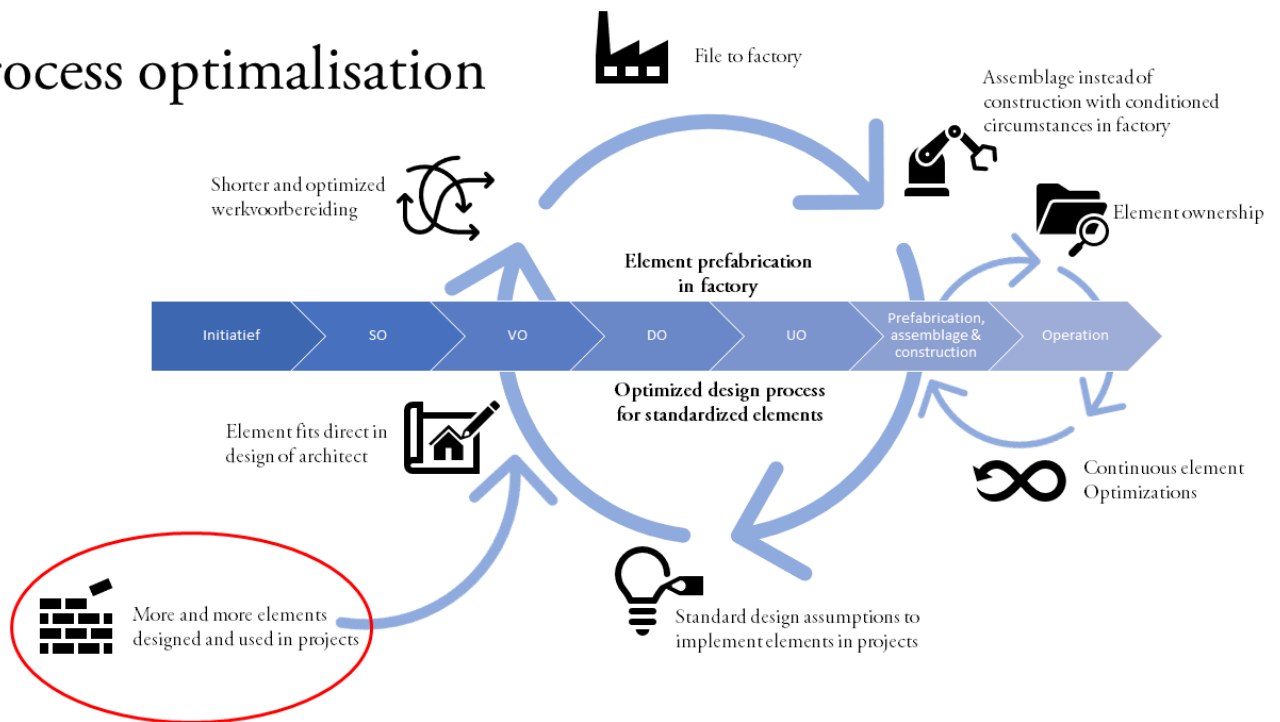 rocess optimalisation
File to factory
Assemblage instead of
construction with conditioned
circumstances in factory
Shorter and optimized
werkvoorbereiding
Element ownership
Element prefabrication
in factory
Initiatief
SO
VO
DO
UO
Prefabrication,
assemblage &
construction
Operation
Optimized design process
for standardized elements
Element fits direct in
design of architect
Continuous element
Optimizations
More and more elements
designed and used in projects
Standard design assumptions to
implement elements in projects